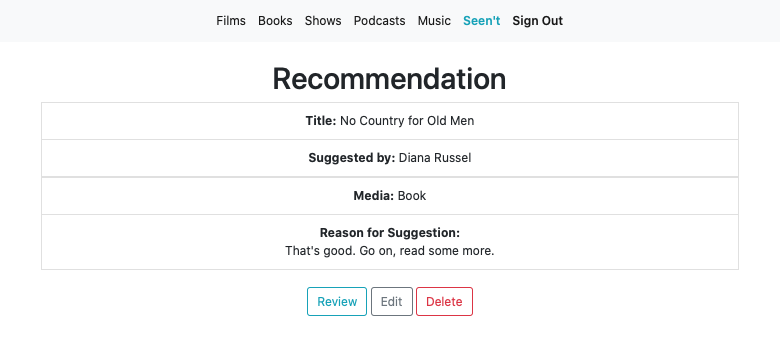 Films Books Shows Podcasts Music Seen't Sign Out
Recommendation
Title: No Country for Old Men
Suggested by: Diana Russel
Media: Book
Reason for Suggestion:
That's good. Go on, read some more.
Review Edit Delete